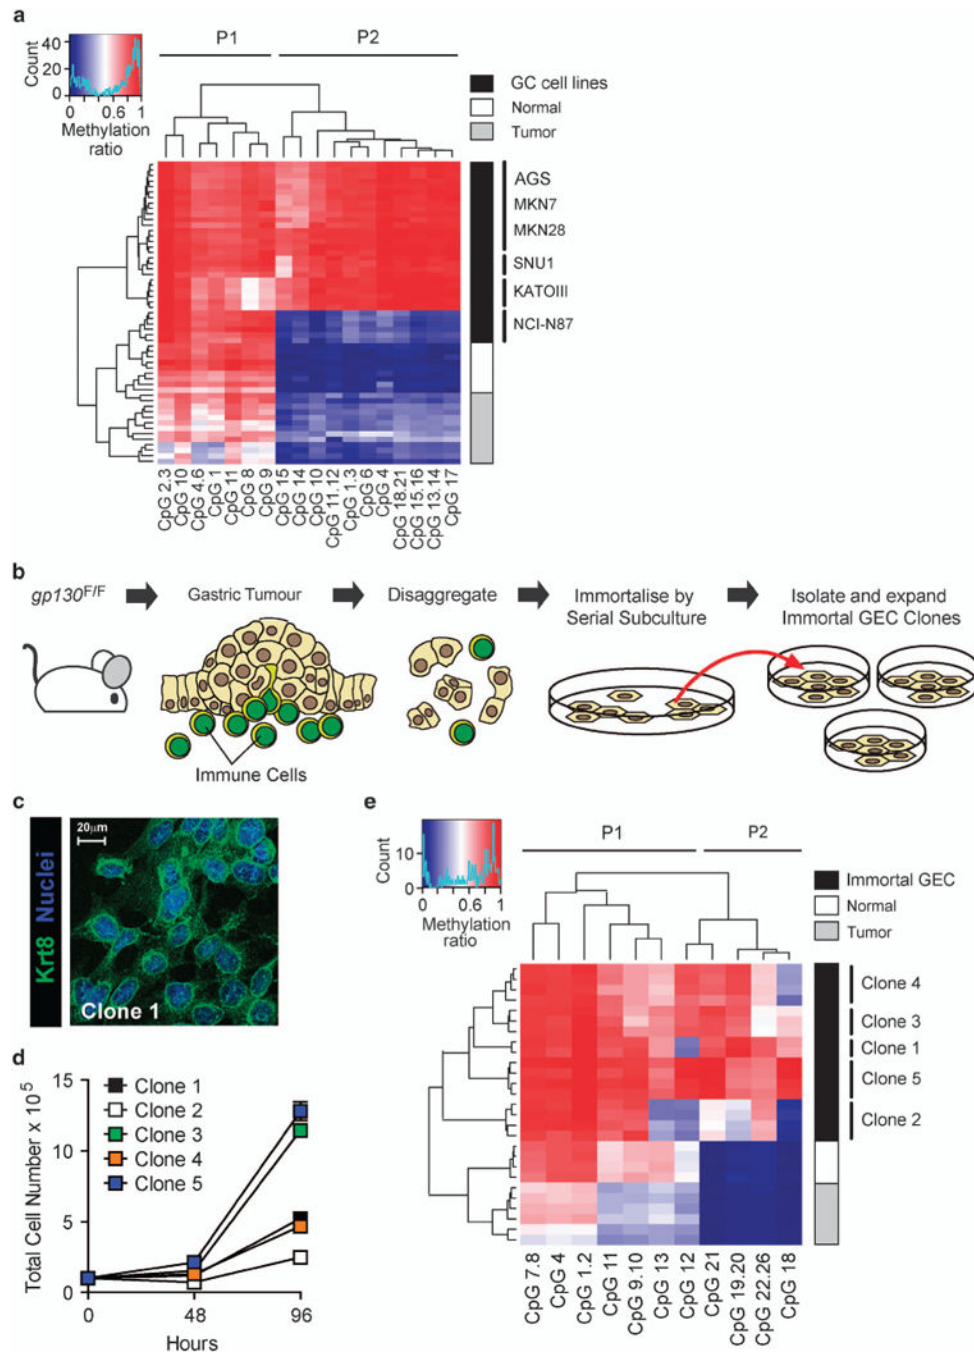 a
P1 P2
40
20
0
Count
0 0.6 1
Methylation
ratio
GC cell lines
Normal
Tumor
AGS
MKN7
MKN28
SNU1
KATOIII
NCI-N87
CpG 2.3
CpG 10
CpG 4.6
CpG 1
CpG 11
CpG 8
CpG 9
CpG 15
CpG 14
CpG 10
CpG 11.12
CpG 1.3
CpG 6
CpG 4
CpG 18.21
CpG 15.16
CpG 13.14
CpG 17
b
gp130F/F
Gastric Tumour
Disaggregate
Immortalise by
Serial Subculture
Isolate and expand
Immortal GEC Clones
Immune Cells
c
20µm
Krt8 Nuclei
Clone 1
d
15
10
5
0
Total Cell Number x 10⁵
Clone 1
Clone 2
Clone 3
Clone 4
Clone 5
0 48 96
Hours
e
P1 P2
10
0
Count
0 0.6 1
Methylation
ratio
Immortal GEC
Normal
Tumor
Clone 4
Clone 3
Clone 1
Clone 5
Clone 2
CpG 7.8
CpG 4
CpG 1.2
CpG 11
CpG 9.10
CpG 13
CpG 12
CpG 21
CpG 19.20
CpG 22.26
CpG 18